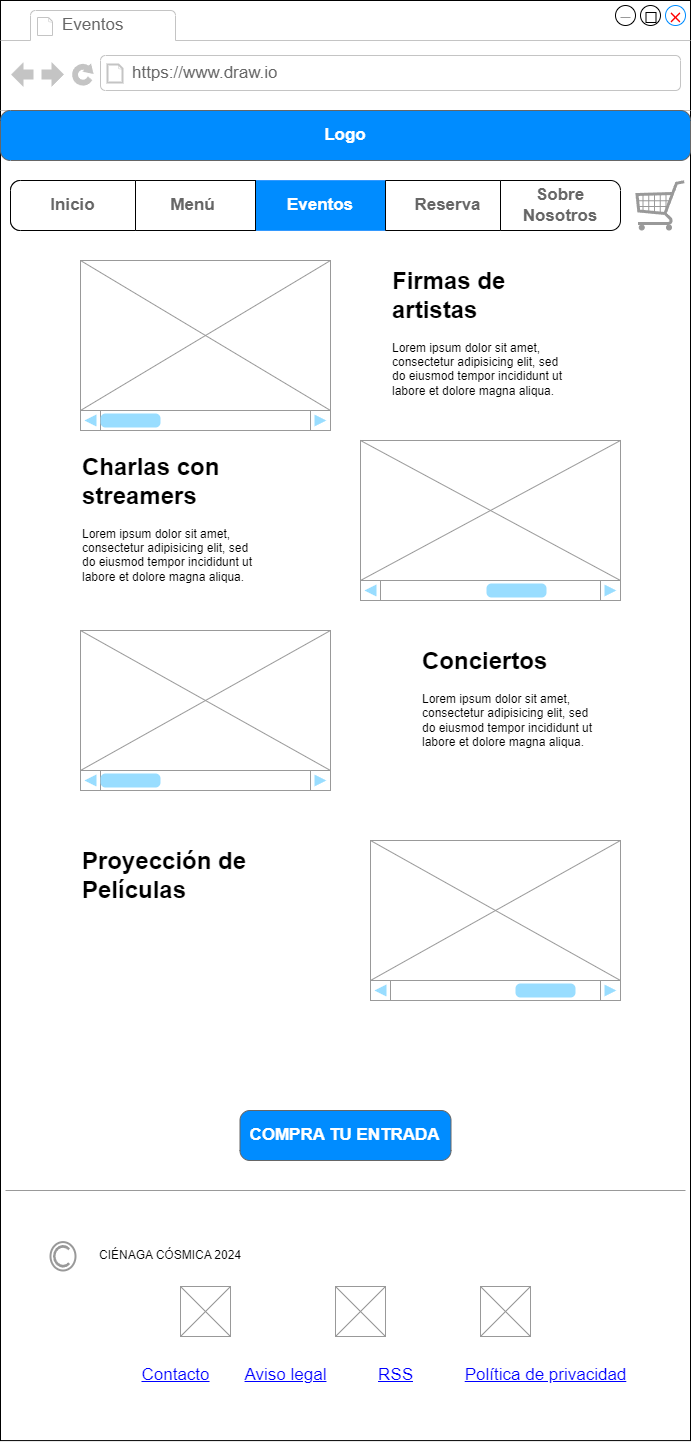 Eventos
https://www.draw.io
Logo
Inicio
Menú
Eventos
Reserva
Sobre
Nosotros
Firmas de
artistas
Lorem ipsum dolor sit amet,
consectetur adipisicing elit, sed
do eiusmod tempor incididunt ut
labore et dolore magna aliqua.
Charlas con
streamers
Lorem ipsum dolor sit amet,
consectetur adipisicing elit, sed
do eiusmod tempor incididunt ut
labore et dolore magna aliqua.
Conciertos
Lorem ipsum dolor sit amet,
consectetur adipisicing elit, sed
do eiusmod tempor incididunt ut
labore et dolore magna aliqua.
Proyección de
Películas
COMPRA TU ENTRADA
© CIÉNAGA CÓSMICA 2024
Contacto
Aviso legal
RSS
Política de privacidad